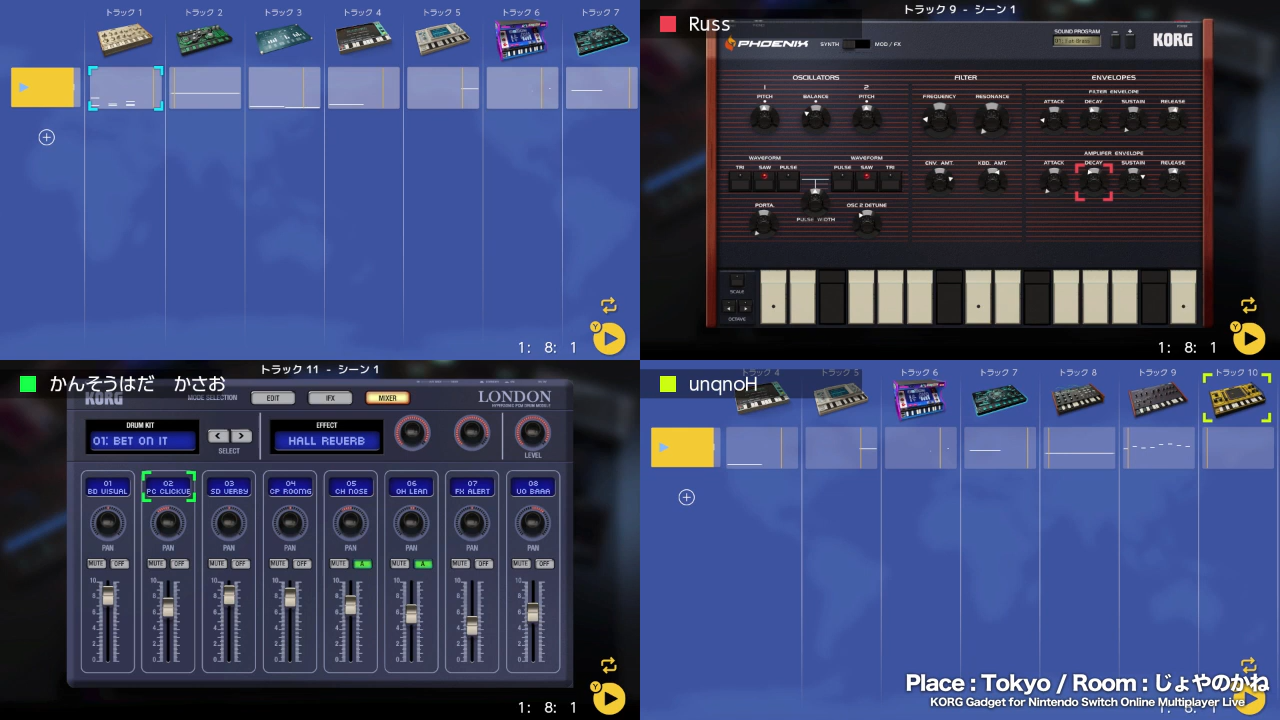 トラック 1 トラック 2 トラック 3 トラック 4 トラック 5 トラック 6 トラック 7
1: 8: 1
トラック 9 - シーン 1
Russ
PHOENIX
SYNTH MOD / FX
SOUND PROGRAM
- +
KORG
OSCILLATORS FILTER ENVELOPES
1 2 FILTER ENVELOPE
PITCH BALANCE PITCH FREQUENCY RESONANCE ATTACK DECAY SUSTAIN RELEASE
WAVEFORM WAVEFORM AMPLIFIER ENVELOPE
TRI SAW PULSE PULSE SAW TRI ENV. AMT. KBD. AMT. ATTACK DECAY SUSTAIN RELEASE
PORTA. PULSE WIDTH OSC 2 DETUNE
SCALE
OCTAVE
Y
1: 8: 1
トラック 11 - シーン 1
かんそうはだ かさお
KORG
MODE SELECTION EDIT IFX MIXER
LONDON
DRUM KIT
01: BET ON IT
SELECT
EFFECT
HALL REVERB
LEVEL
01 02 03 04 05 06 07 08
BD VISUAL PC CLICKVE SD VERBY CP ROOMG CH NOSE OH LEAN FX ALERT VO BAAA
PAN PAN PAN PAN PAN PAN PAN PAN
MUTE OFF MUTE OFF MUTE OFF MUTE OFF MUTE A MUTE A MUTE OFF MUTE OFF
Y
1: 8: 1
unqnoH
トラック 4 トラック 5 トラック 6 トラック 7 トラック 8 トラック 9 トラック 10
Place : Tokyo / Room : じょやのかね
KORG Gadget for Nintendo Switch Online Multiplayer Live